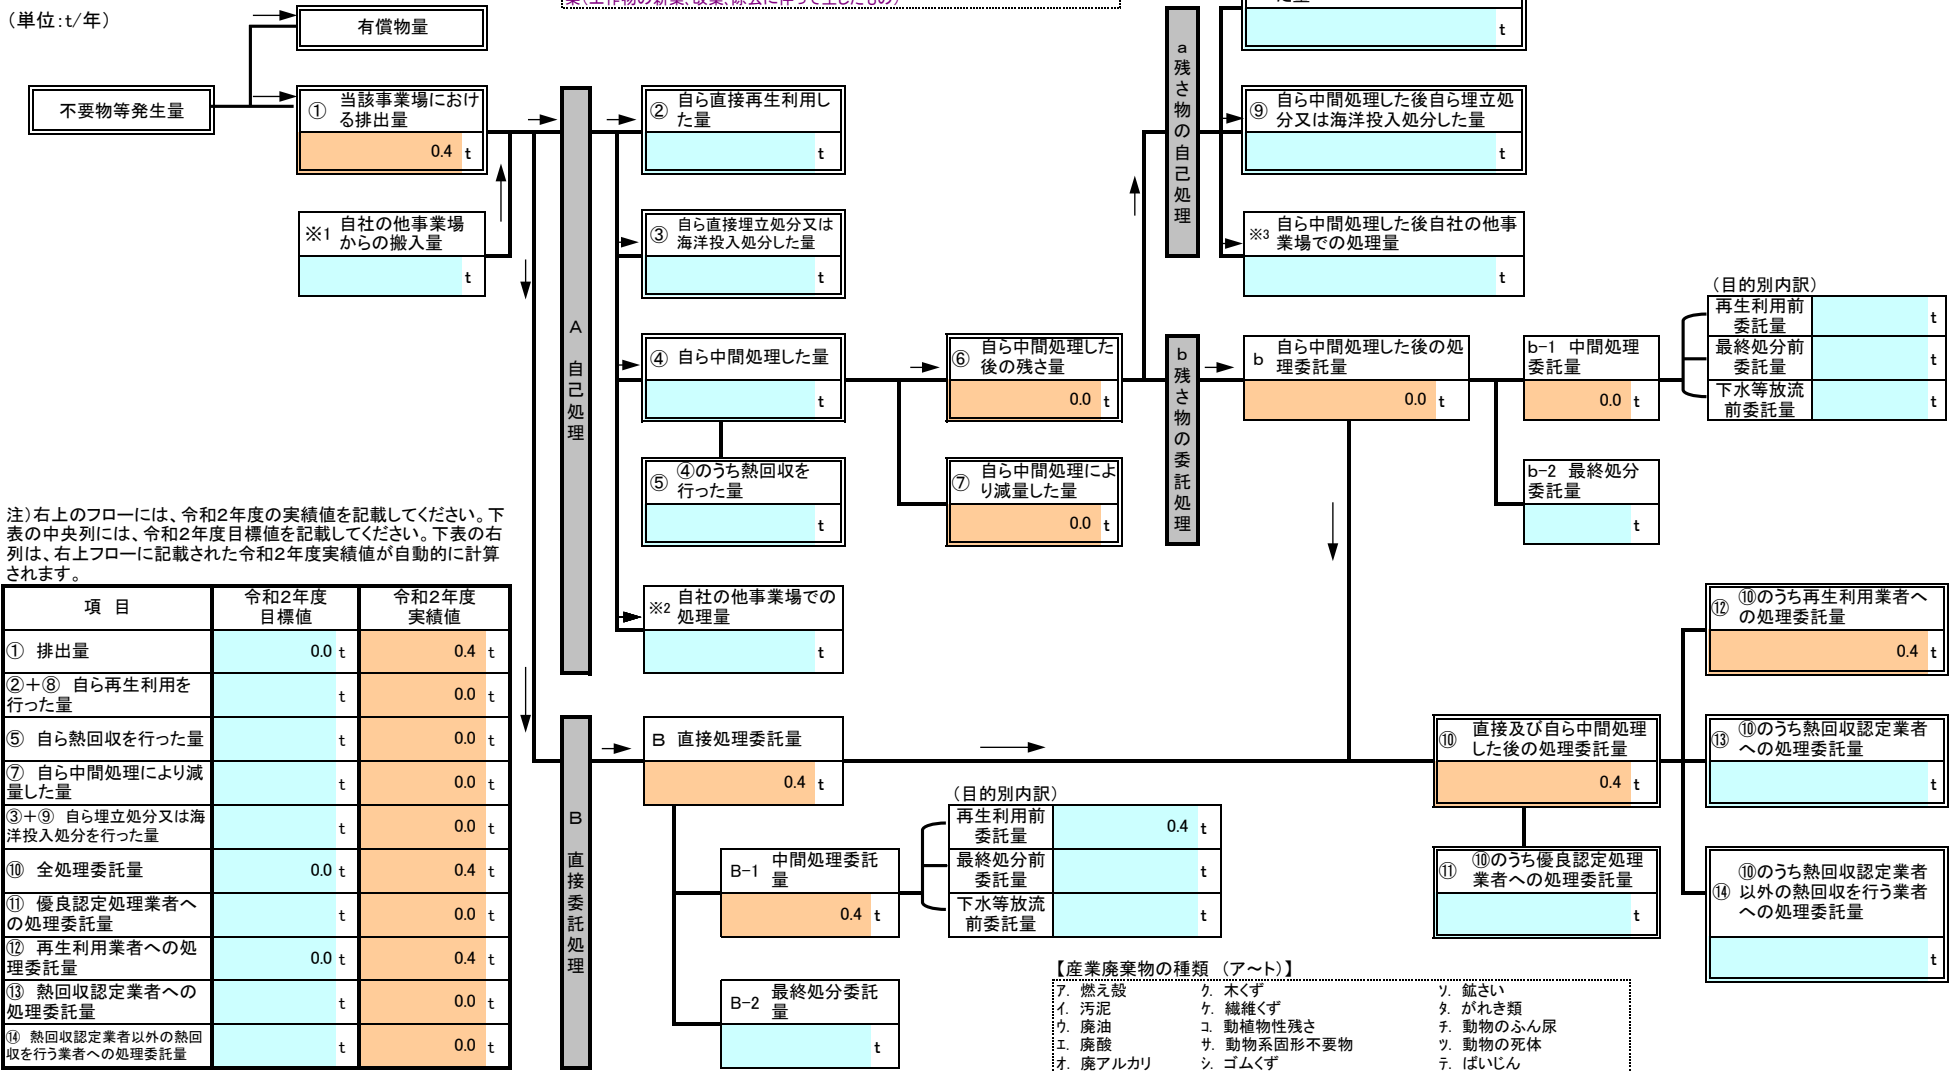 (単位:t/年)
有償物量
不要物等発生量
① 当該事業場におけ
る排出量
0.4 t
※1 自社の他事業場
からの搬入量
t
A 自己処理
② 自ら直接再生利用し
た量
t
③ 自ら直接埋立処分又は
海洋投入処分した量
t
④ 自ら中間処理した量
t
⑤ ④のうち熱回収を
行った量
t
※2 自社の他事業場での
処理量
t
⑥ 自ら中間処理した
後の残さ量
0.0 t
⑦ 自ら中間処理によ
り減量した量
0.0 t
a 残さ物の自己処理
t
⑨ 自ら中間処理した後自ら埋立処
分又は海洋投入処分した量
t
※3 自ら中間処理した後自社の他事
業場での処理量
t
b 残さ物の委託処理
b 自ら中間処理した後の処
理委託量
0.0 t
b-1 中間処理
委託量
0.0 t
b-2 最終処分
委託量
t
(目的別内訳)
再生利用前
委託量
t
最終処分前
委託量
t
下水等放流
前委託量
t
注)右上のフローには、令和2年度の実績値を記載してください。下
表の中央列には、令和2年度目標値を記載してください。下表の右
列は、右上フローに記載された令和2年度実績値が自動的に計算
されます。
項 目 令和2年度
目標値 令和2年度
実績値
① 排出量 0.0 t 0.4 t
②+⑧ 自ら再生利用を
行った量 t 0.0 t
⑤ 自ら熱回収を行った量 t 0.0 t
⑦ 自ら中間処理により減
量した量 t 0.0 t
③+⑨ 自ら埋立処分又は海
洋投入処分を行った量 t 0.0 t
⑩ 全処理委託量 0.0 t 0.4 t
⑪ 優良認定処理業者へ
の処理委託量 t 0.0 t
⑫ 再生利用業者への処
理委託量 0.0 t 0.4 t
⑬ 熱回収認定業者への
処理委託量 t 0.0 t
⑭ 熱回収認定業者以外の熱回
収を行う業者への処理委託量 t 0.0 t
B 直接委託処理
B 直接処理委託量
0.4 t
B-1 中間処理委託
量
0.4 t
B-2 最終処分委託
量
t
(目的別内訳)
再生利用前
委託量
0.4 t
最終処分前
委託量
t
下水等放流
前委託量
t
⑩ 直接及び自ら中間処理
した後の処理委託量
0.4 t
⑪ ⑩のうち優良認定処理
業者への処理委託量
t
⑫ ⑩のうち再生利用業者へ
の処理委託量
0.4 t
⑬ ⑩のうち熱回収認定業者
への処理委託量
t
⑭ ⑩のうち熱回収認定業者
以外の熱回収を行う業者
への処理委託量
t
【産業廃棄物の種類 (ア~ト)】
ア. 燃え殻 ク. 木くず ソ. 鉱さい
イ. 汚泥 ケ. 繊維くず タ. がれき類
ウ. 廃油 コ. 動植物性残さ チ. 動物のふん尿
エ. 廃酸 サ. 動物系固形不要物 ツ. 動物の死体
オ. 廃アルカリ シ. ゴムくず テ. ばいじん